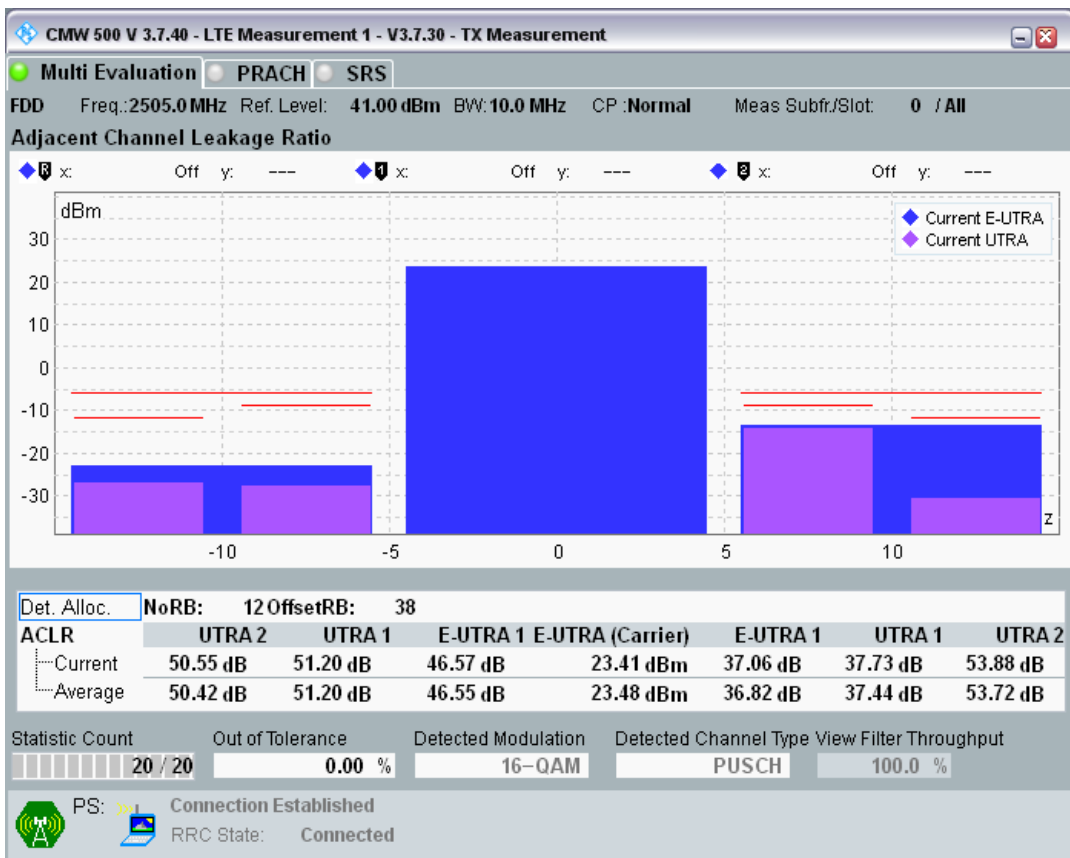 CMW 500 V 3.7.40 - LTE Measurement 1 - V3.7.30 - TX Measurement
Multi Evaluation PRACH SRS
FDD Freq.:2505.0 MHz Ref. Level: 41.00 dBm BW:10.0 MHz CP :Normal Meas Subfr./Slot: 0 / All
Adjacent Channel Leakage Ratio
R x: Off y: --- 1 x: Off y: --- 2 x: Off y: ---
dBm
Current E-UTRA
Current UTRA
30
20
10
0
-10
-20
-30
z
-10 -5 0 5 10
Det. Alloc. NoRB: 12 OffsetRB: 38
ACLR UTRA 2 UTRA 1 E-UTRA 1 E-UTRA (Carrier) E-UTRA 1 UTRA 1 UTRA 2
Current 50.55 dB 51.20 dB 46.57 dB 23.41 dBm 37.06 dB 37.73 dB 53.88 dB
Average 50.42 dB 51.20 dB 46.55 dB 23.48 dBm 36.82 dB 37.44 dB 53.72 dB
Statistic Count Out of Tolerance Detected Modulation Detected Channel Type View Filter Throughput
20 / 20 0.00 % 16-QAM PUSCH 100.0 %
PS: Connection Established
RRC State: Connected